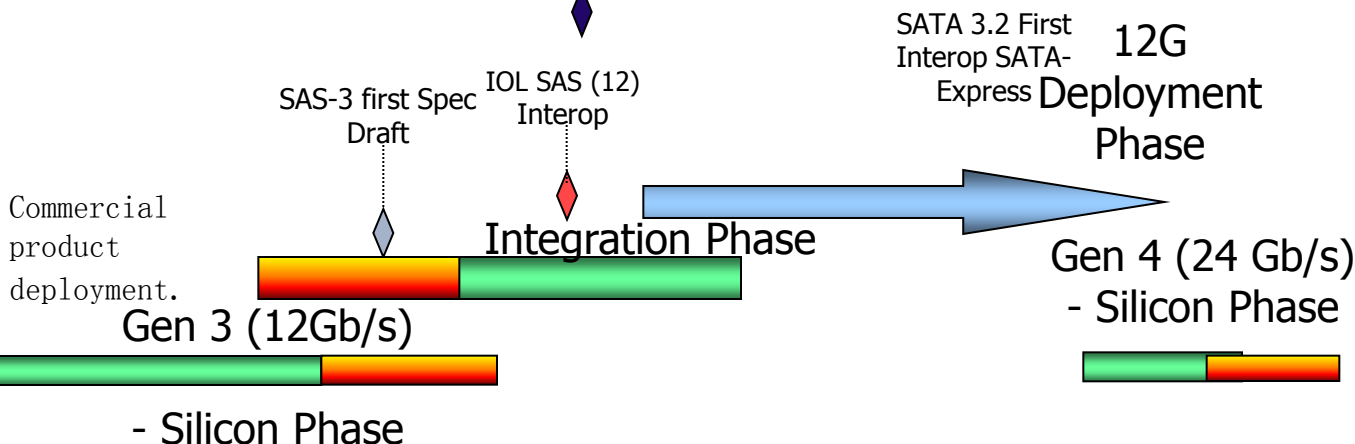 SATA 3.2 First
Interop SATA-
Express
12G
Deployment
Phase
SAS-3 first Spec
Draft
IOL SAS (12)
Interop
Commercial
product
deployment.
Integration Phase
Gen 3 (12Gb/s)
- Silicon Phase
Gen 4 (24 Gb/s)
- Silicon Phase